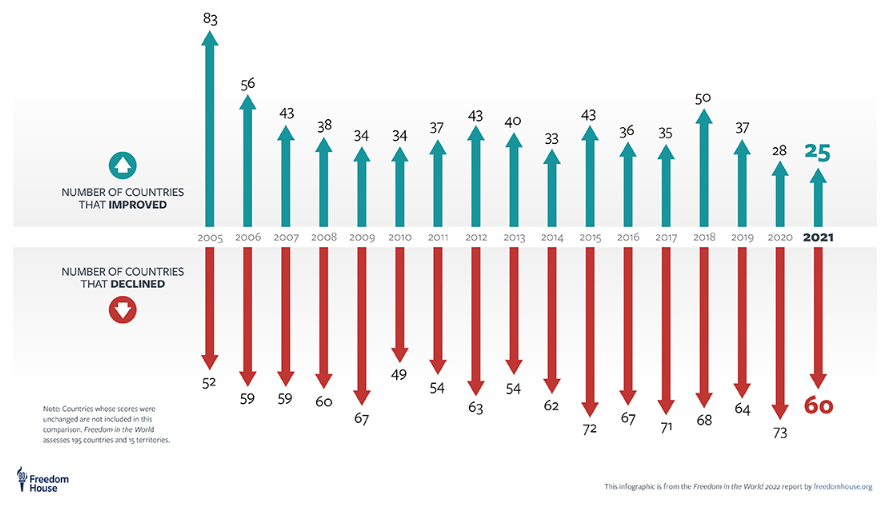 83
56
43
38
34
34
37
43
40
33
43
36
35
50
37
28
25
NUMBER OF COUNTRIES
THAT IMPROVED
2005 2006 2007 2008 2009 2010 2011 2012 2013 2014 2015 2016 2017 2018 2019 2020 2021
NUMBER OF COUNTRIES
THAT DECLINED
52
59
59
60
67
49
54
63
54
62
72
67
71
68
64
73
60
Note: Countries whose scores were
unchanged are not included in this
comparison. Freedom in the World
assesses 195 countries and 15 territories.
Freedom
House
This infographic is from the Freedom in the World 2022 report by freedomhouse.org